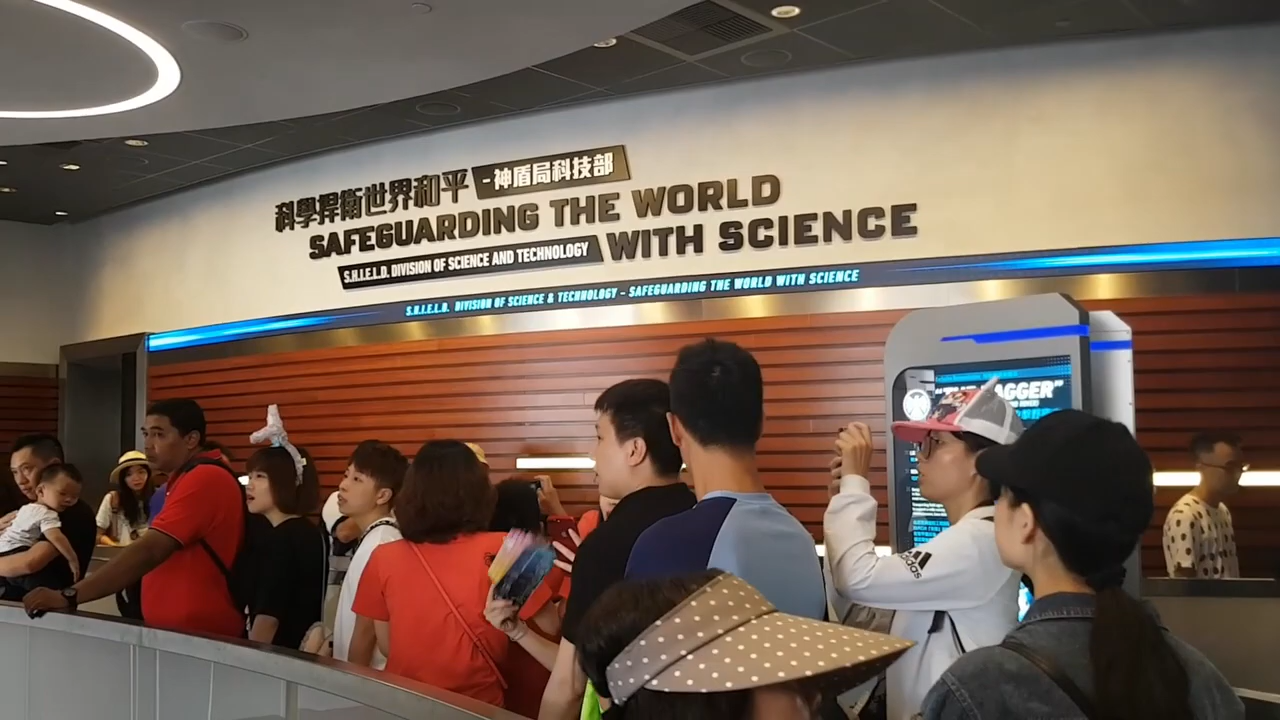 科學捍衛世界和平
-神盾局科技部
SAFEGUARDING THE WORLD
S.H.I.E.L.D. DIVISION OF SCIENCE AND TECHNOLOGY
WITH SCIENCE
S.H.I.E.L.D. DIVISION OF SCIENCE & TECHNOLOGY - SAFEGUARDING THE WORLD WITH SCIENCE
adidas